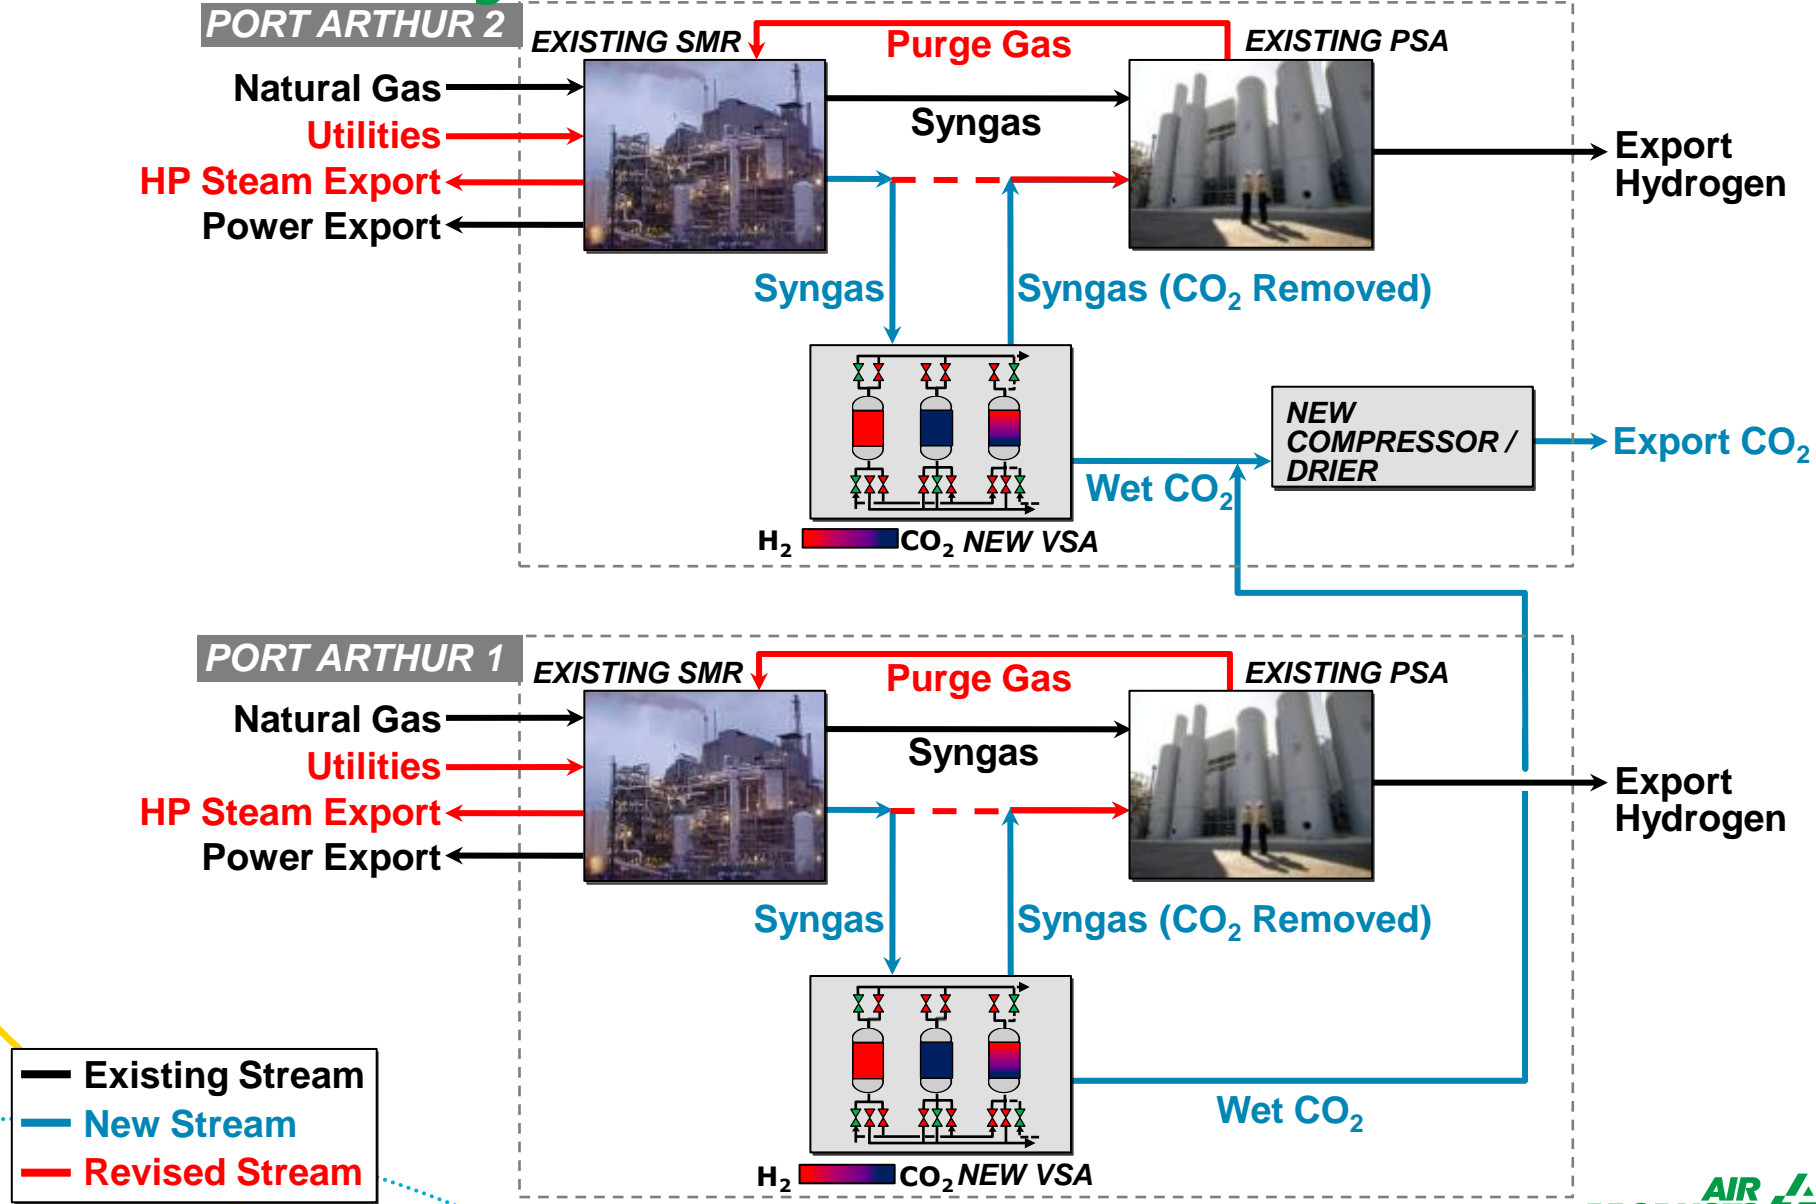 PORT ARTHUR 2
EXISTING SMR
Purge Gas
EXISTING PSA
Natural Gas
Utilities
HP Steam Export
Power Export
Syngas
Export
Hydrogen
Syngas
Syngas (CO₂ Removed)
NEW
COMPRESSOR /
DRIER
Export CO₂
Wet CO₂
H₂ CO₂ NEW VSA
PORT ARTHUR 1
EXISTING SMR
Purge Gas
EXISTING PSA
Natural Gas
Utilities
HP Steam Export
Power Export
Syngas
Export
Hydrogen
Syngas
Syngas (CO₂ Removed)
Wet CO₂
H₂ CO₂ NEW VSA
Existing Stream
New Stream
Revised Stream
AIR